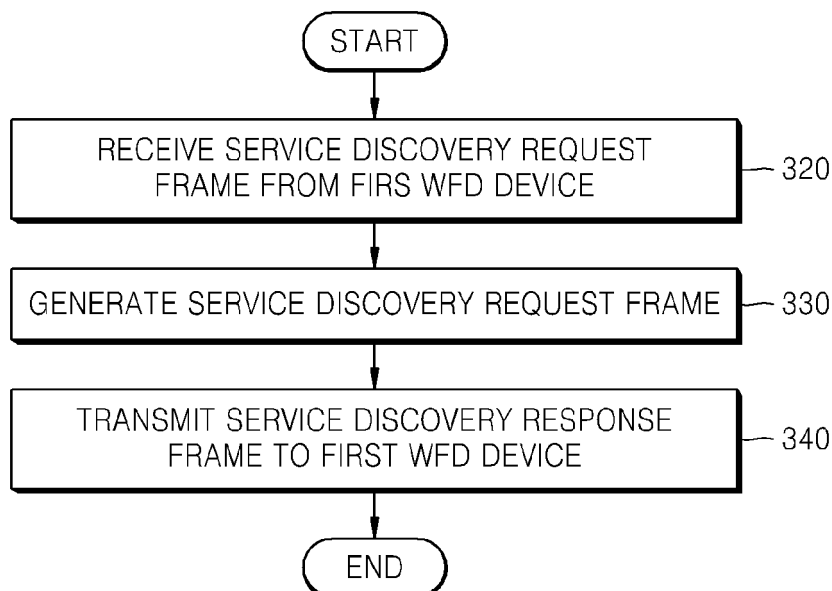 START
RECEIVE SERVICE DISCOVERY REQUEST
FRAME FROM FIRS WFD DEVICE
320
GENERATE SERVICE DISCOVERY REQUEST FRAME
330
TRANSMIT SERVICE DISCOVERY RESPONSE
FRAME TO FIRST WFD DEVICE
340
END